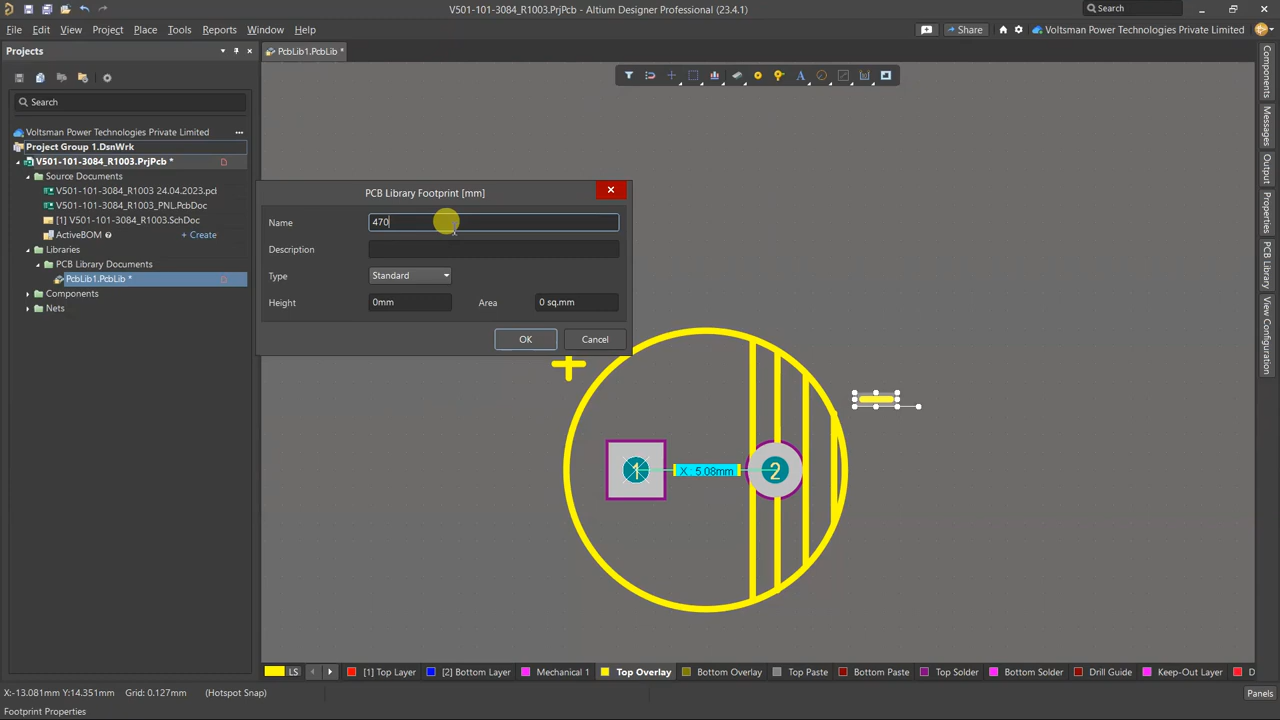 V501-101-3084_R1003.PrjPcb - Altium Designer Professional (23.4.1)
Search
File Edit View Project Place Tools Reports Window Help
Share
Voltsman Power Technologies Private Limited
Projects
PcbLib1.PcbLib *
Search
Voltsman Power Technologies Private Limited
Project Group 1.DsnWrk
V501-101-3084_R1003.PrjPcb *
Source Documents
V501-101-3084_R1003 24.04.2023.pcl
V501-101-3084_R1003_PNL.PcbDoc
[1] V501-101-3084_R1003.SchDoc
ActiveBOM + Create
Libraries
PCB Library Documents
PcbLib1.PcbLib *
Components
Nets
PCB Library Footprint [mm]
Name 470
Description
Type Standard
Height 0mm Area 0 sq.mm
OK Cancel
1 X : 5.08mm 2
Components
Messages
Output
Properties
PCB Library
View Configuration
LS [1] Top Layer [2] Bottom Layer Mechanical 1 Top Overlay Bottom Overlay Top Paste Bottom Paste Top Solder Bottom Solder Drill Guide Keep-Out Layer D
X:-13.081mm Y:14.351mm Grid: 0.127mm (Hotspot Snap)
Panels
Footprint Properties